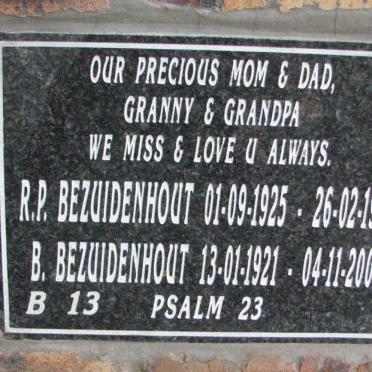 OUR PRECIOUS MOM & DAD,
GRANNY & GRANDPA
WE MISS & LOVE U ALWAYS.
R.P. BEZUIDENHOUT 01-09-1925 - 26-02-19
B. BEZUIDENHOUT 13-01-1921 - 04-11-200
B 13 PSALM 23